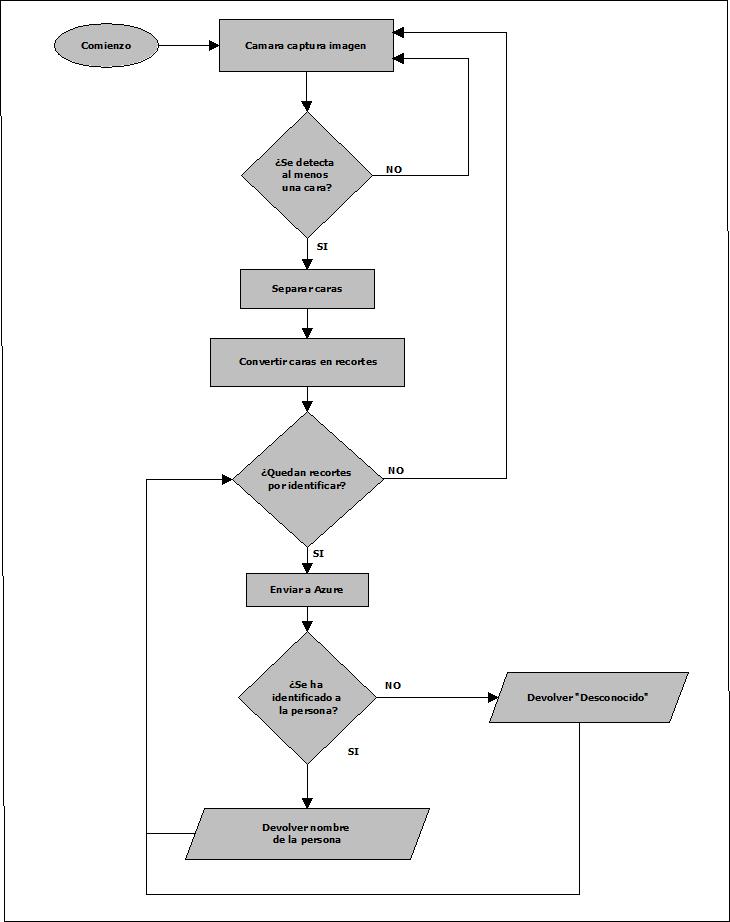 Comienzo
Camara captura imagen
¿Se detecta
al menos
una cara?
NO
SI
Separar caras
Convertir caras en recortes
¿Quedan recortes
por identificar?
NO
SI
Enviar a Azure
¿Se ha
identificado a
la persona?
NO
Devolver "Desconocido"
SI
Devolver nombre
de la persona